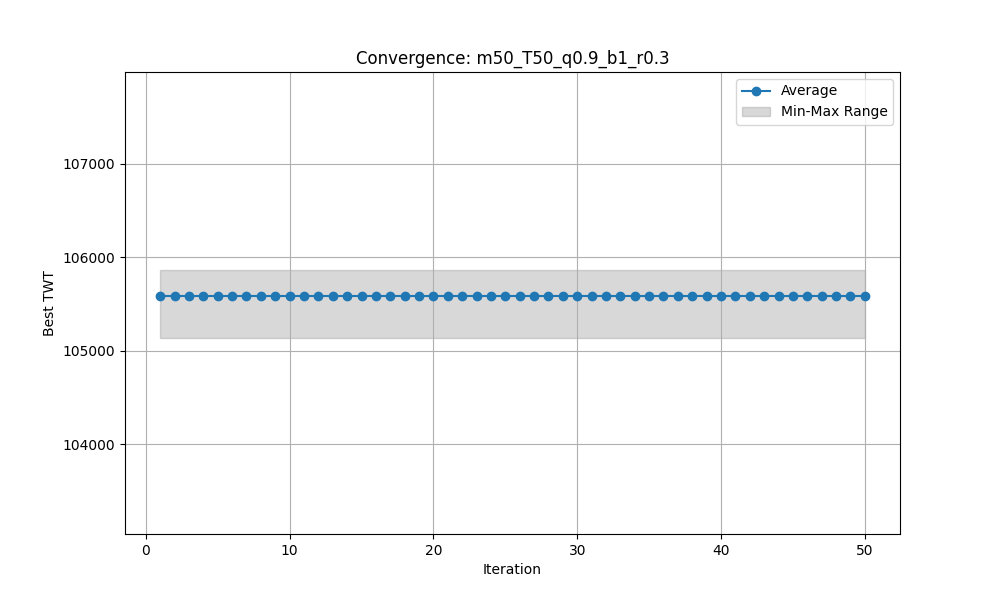 Convergence: m50_T50_q0.9_b1_r0.3
Average
Min-Max Range
107000
106000
105000
104000
Best TWT
0 10 20 30 40 50
Iteration